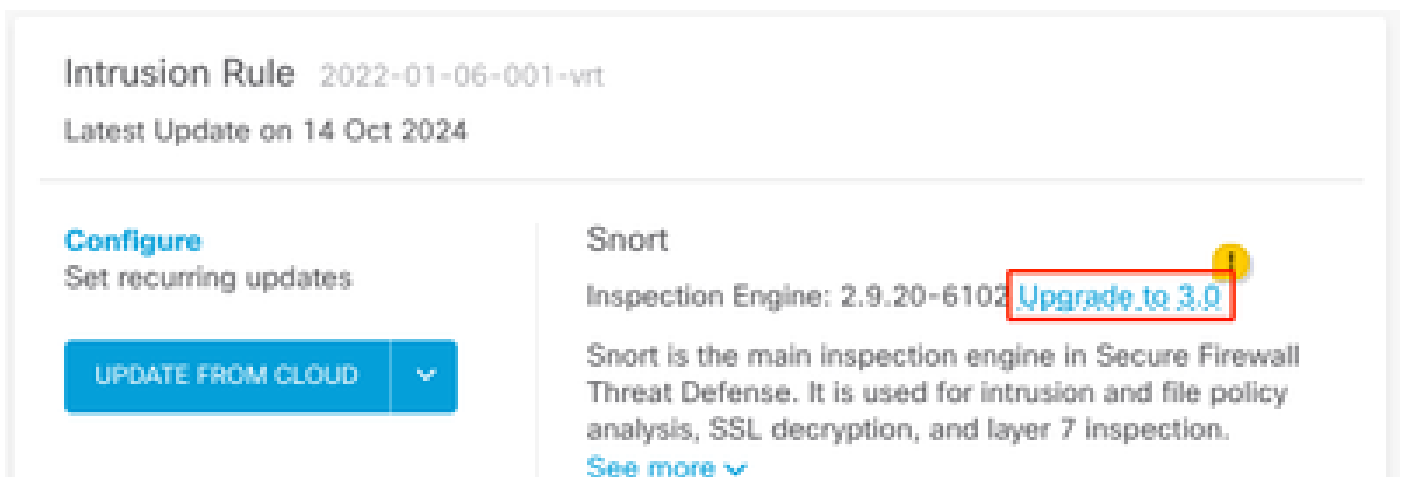 Intrusion Rule 2022-01-06-001-vrt
Latest Update on 14 Oct 2024
Configure
Set recurring updates
UPDATE FROM CLOUD
Snort
Inspection Engine: 2.9.20-6102 Upgrade to 3.0
!
Snort is the main inspection engine in Secure Firewall
Threat Defense. It is used for intrusion and file policy
analysis, SSL decryption, and layer 7 inspection.
See more